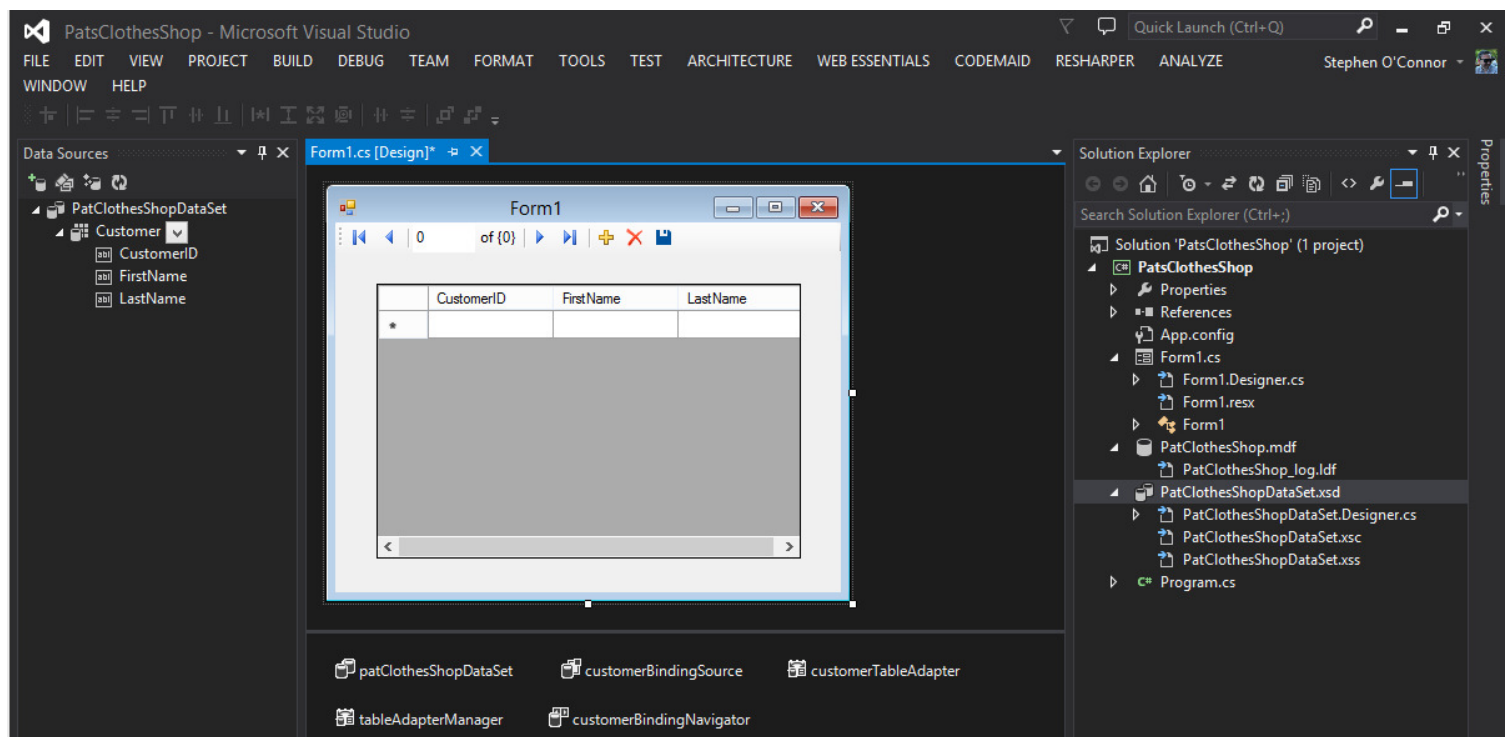 PatsClothesShop - Microsoft Visual Studio
Quick Launch (Ctrl+Q)
FILE EDIT VIEW PROJECT BUILD DEBUG TEAM FORMAT TOOLS TEST ARCHITECTURE WEB ESSENTIALS CODEMAID RESHARPER ANALYZE
Stephen O'Connor
WINDOW HELP
Data Sources
PatClothesShopDataSet
Customer
CustomerID
FirstName
LastName
Form1.cs [Design]*
Form1
0 of {0}
CustomerID FirstName LastName
*
patClothesShopDataSet customerBindingSource customerTableAdapter
tableAdapterManager customerBindingNavigator
Solution Explorer
Search Solution Explorer (Ctrl+;)
Solution 'PatsClothesShop' (1 project)
C# PatsClothesShop
Properties
References
App.config
Form1.cs
Form1.Designer.cs
Form1.resx
Form1
PatClothesShop.mdf
PatClothesShop_log.ldf
PatClothesShopDataSet.xsd
PatClothesShopDataSet.Designer.cs
PatClothesShopDataSet.xsc
PatClothesShopDataSet.xss
C# Program.cs
Properties